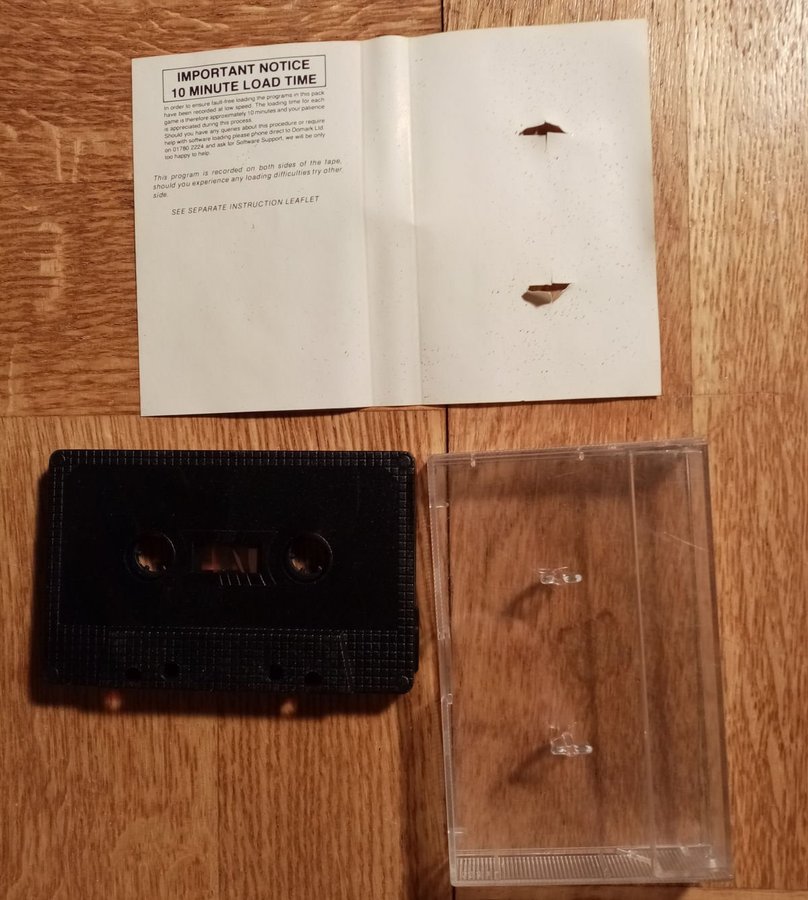 IMPORTANT NOTICE
10 MINUTE LOAD TIME
In order to ensure fault-free loading the programs in this pack
have been recorded at low speed. The loading time for each
game is therefore approximately 10 minutes and your patience
is appreciated during this process.
Should you have any queries about this procedure or require
help with software loading please phone direct to Domark Ltd.
on 01780 2224 and ask for Software Support, we will be only
too happy to help.
This program is recorded on both sides of the tape,
should you experience any loading difficulties try other
side.
SEE SEPARATE INSTRUCTION LEAFLET